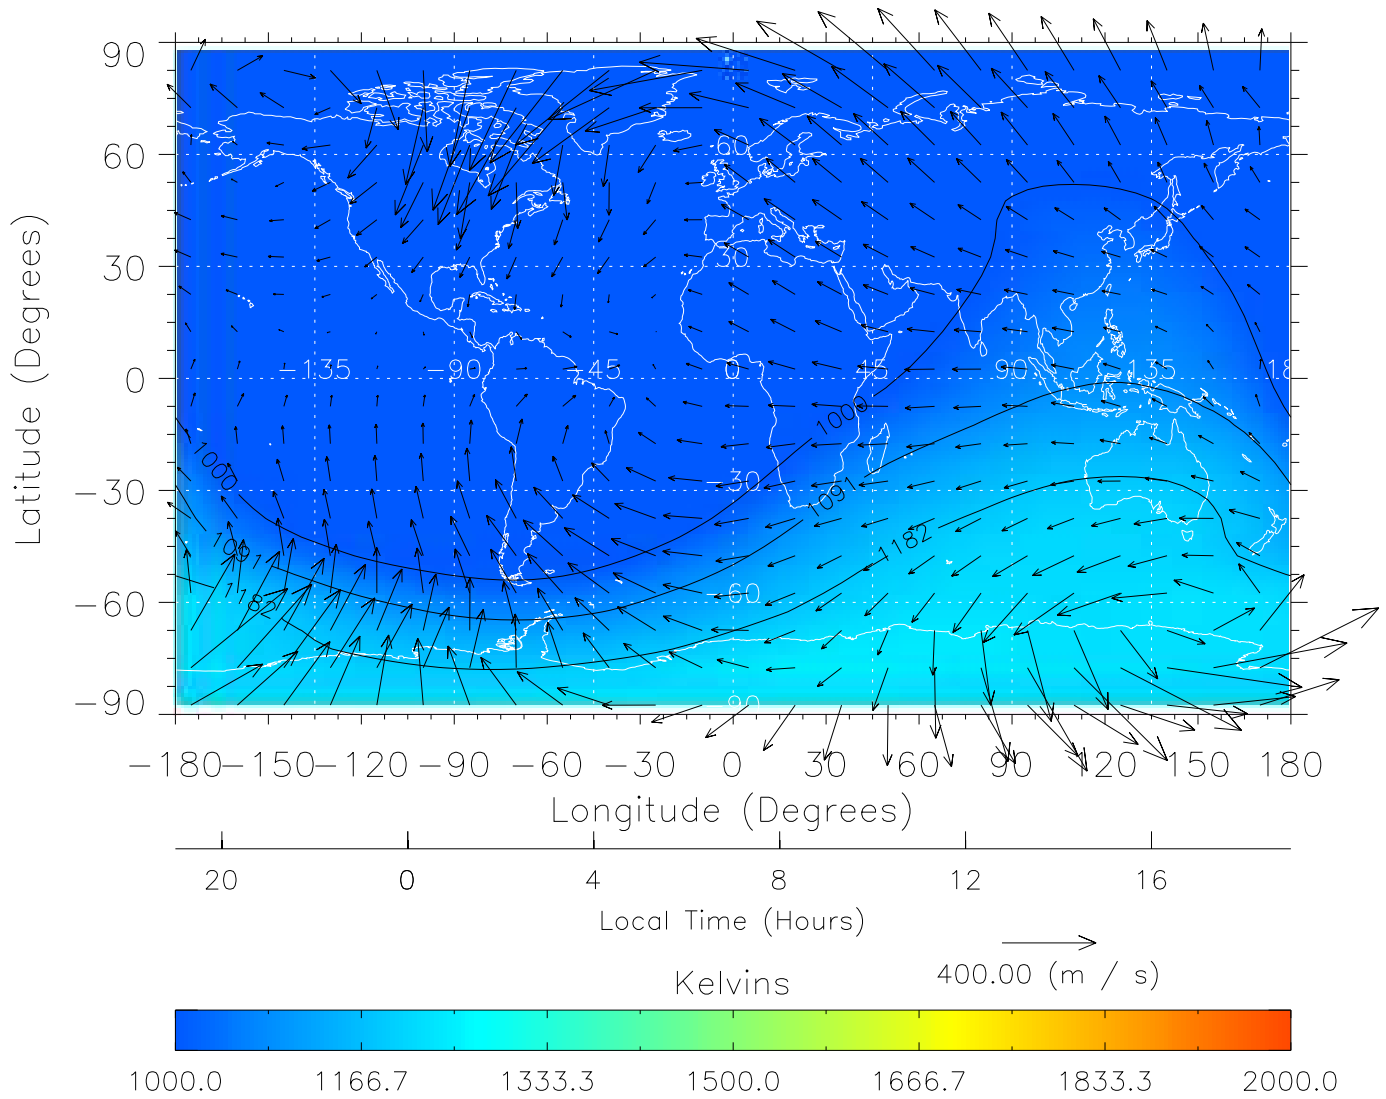 90
60
30
0
−30
−60
−90
Latitude (Degrees)
60
30
−135 −90 −45 0 45 90 135 18
−30
−60
−90
1000
1000
1091
1091
1182
1182
−180 −150 −120 −90 −60 −30 0 30 60 90 120 150 180
Longitude (Degrees)
20 0 4 8 12 16
Local Time (Hours)
400.00 (m / s)
Kelvins
1000.0 1166.7 1333.3 1500.0 1666.7 1833.3 2000.0